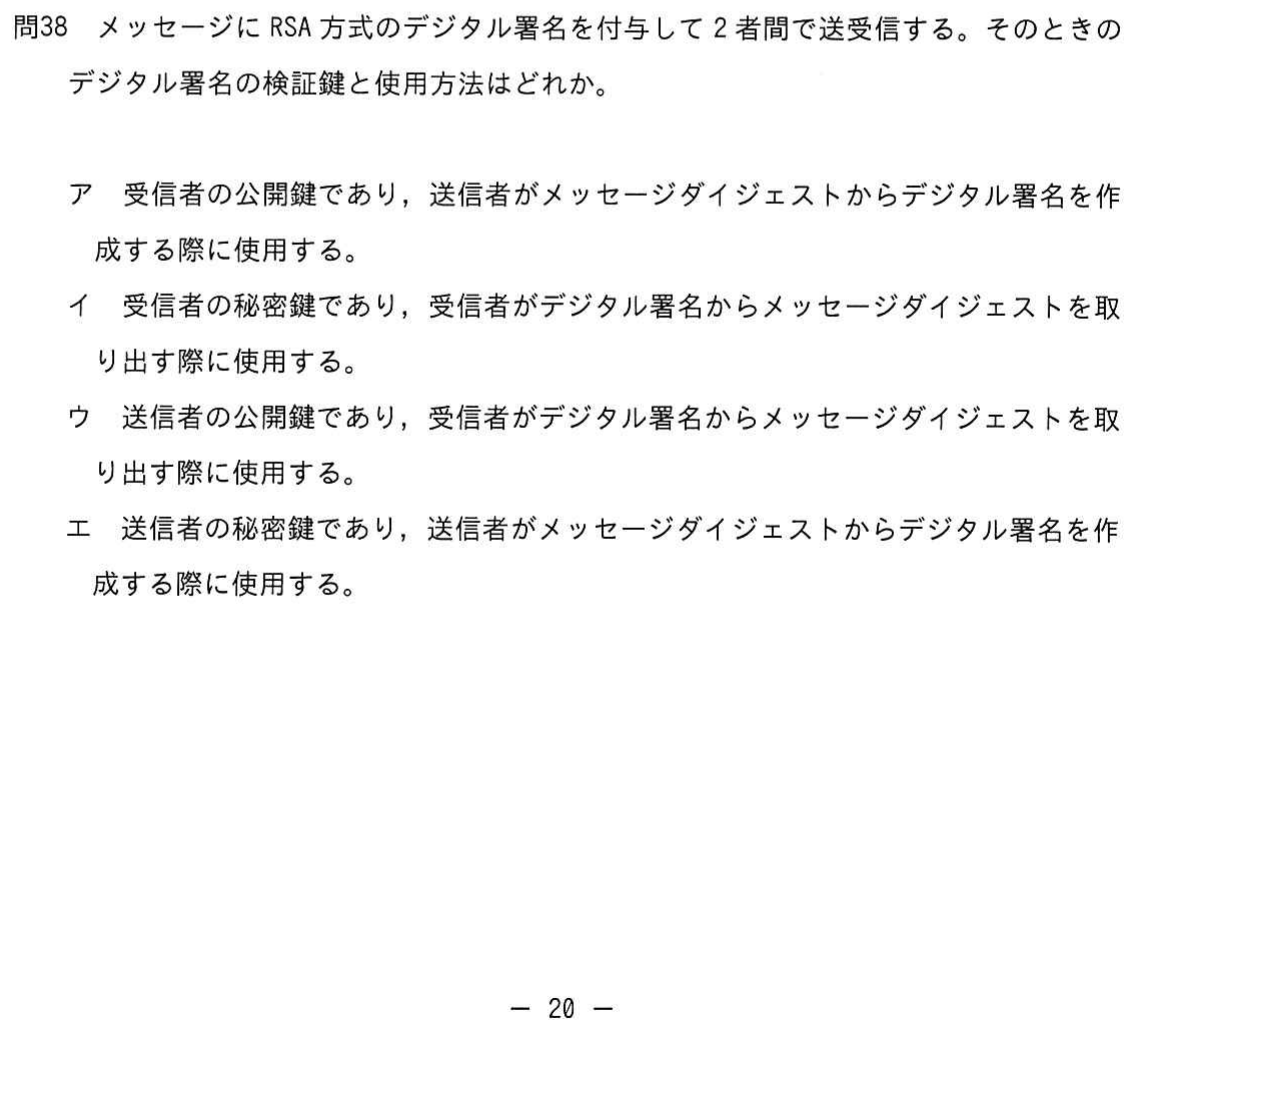 問38 メッセージに RSA 方式のデジタル署名を付与して 2 者間で送受信する。そのときの
デジタル署名の検証鍵と使用方法はどれか。
ア 受信者の公開鍵であり，送信者がメッセージダイジェストからデジタル署名を作
成する際に使用する。
イ 受信者の秘密鍵であり，受信者がデジタル署名からメッセージダイジェストを取
り出す際に使用する。
ウ 送信者の公開鍵であり，受信者がデジタル署名からメッセージダイジェストを取
り出す際に使用する。
エ 送信者の秘密鍵であり，送信者がメッセージダイジェストからデジタル署名を作
成する際に使用する。
－ 20 －